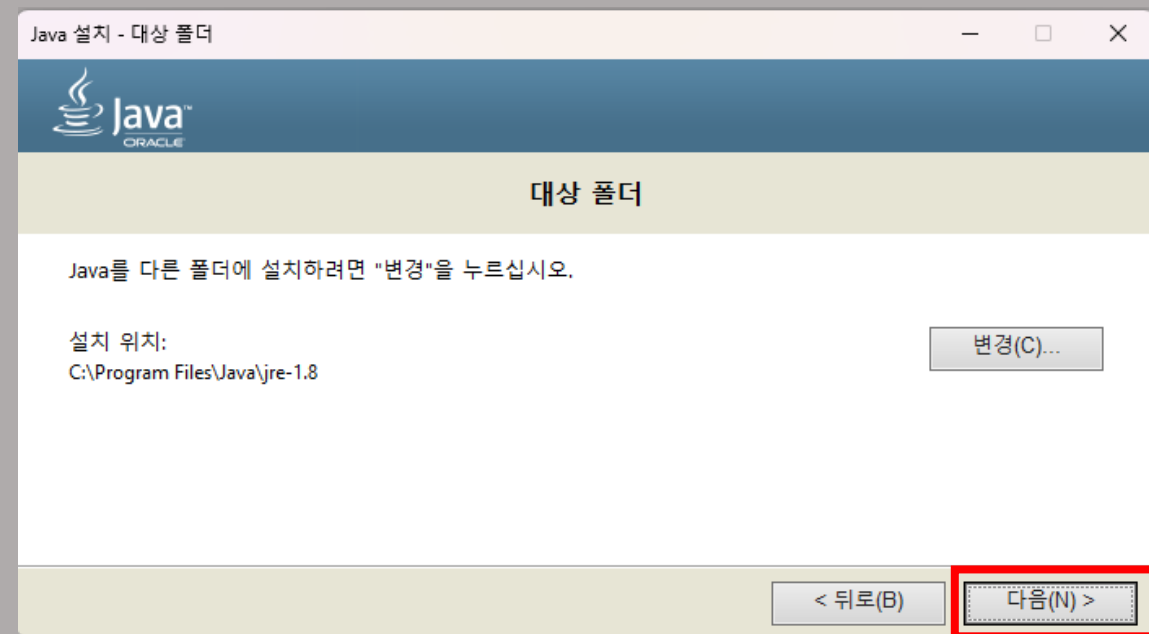 Java 설치 - 대상 폴더
Java™
ORACLE
대상 폴더
Java를 다른 폴더에 설치하려면 "변경"을 누르십시오.
설치 위치:
변경(C)...
C:\Program Files\Java\jre-1.8
< 뒤로(B)
다음(N) >